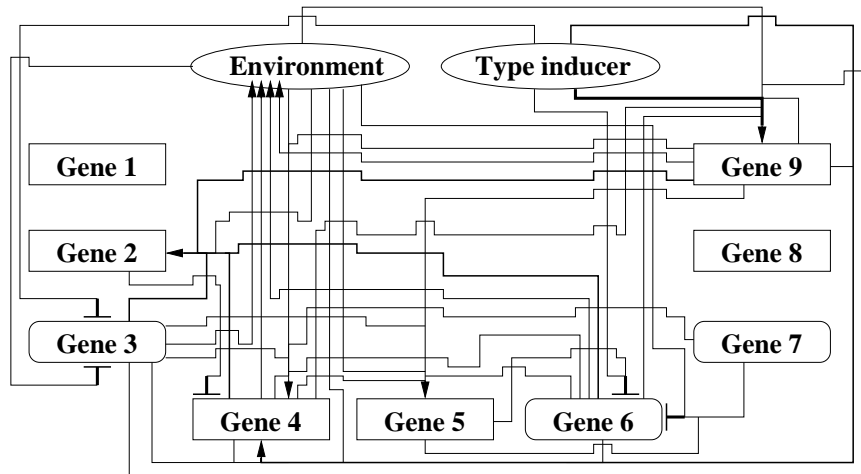 Environment
Type inducer
Gene 1
Gene 9
Gene 2
Gene 8
Gene 3
Gene 7
Gene 4
Gene 5
Gene 6